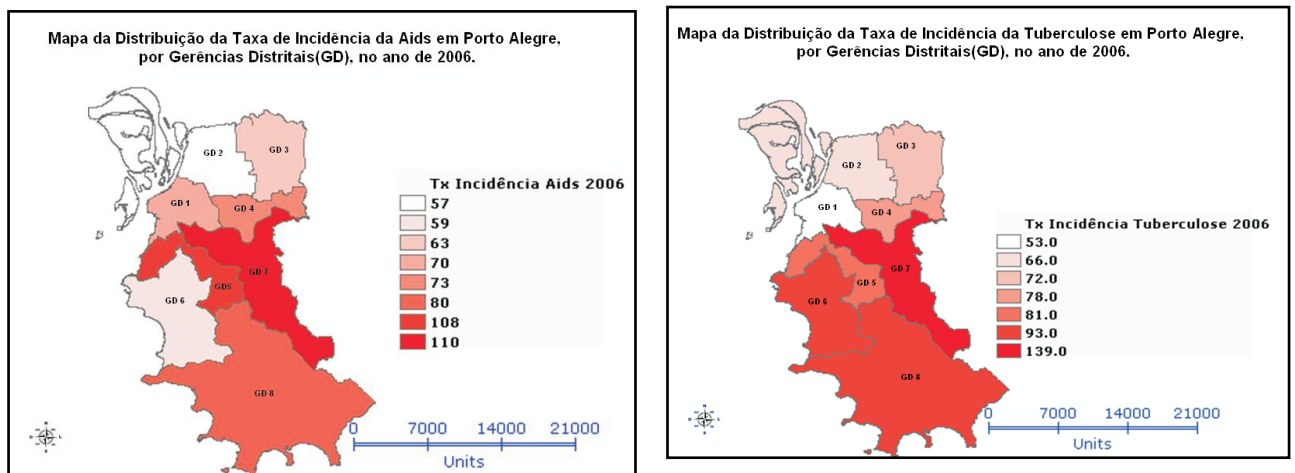 Mapa da Distribuição da Taxa de Incidência da Aids em Porto Alegre,
por Gerências Distritais(GD), no ano de 2006.
GD 2
GD 3
GD 1
GD 4
GD 7
GD5
GD 6
GD 8
Tx Incidência Aids 2006
57
59
63
70
73
80
108
110
0 7000 14000 21000
Units
Mapa da Distribuição da Taxa de Incidência da Tuberculose em Porto Alegre,
por Gerências Distritais(GD), no ano de 2006.
GD 3
GD 2
GD 1
GD 4
GD 7
GD 5
GD 6
GD 8
Tx Incidência Tuberculose 2006
53.0
66.0
72.0
78.0
81.0
93.0
139.0
0 7000 14000 21000
Units